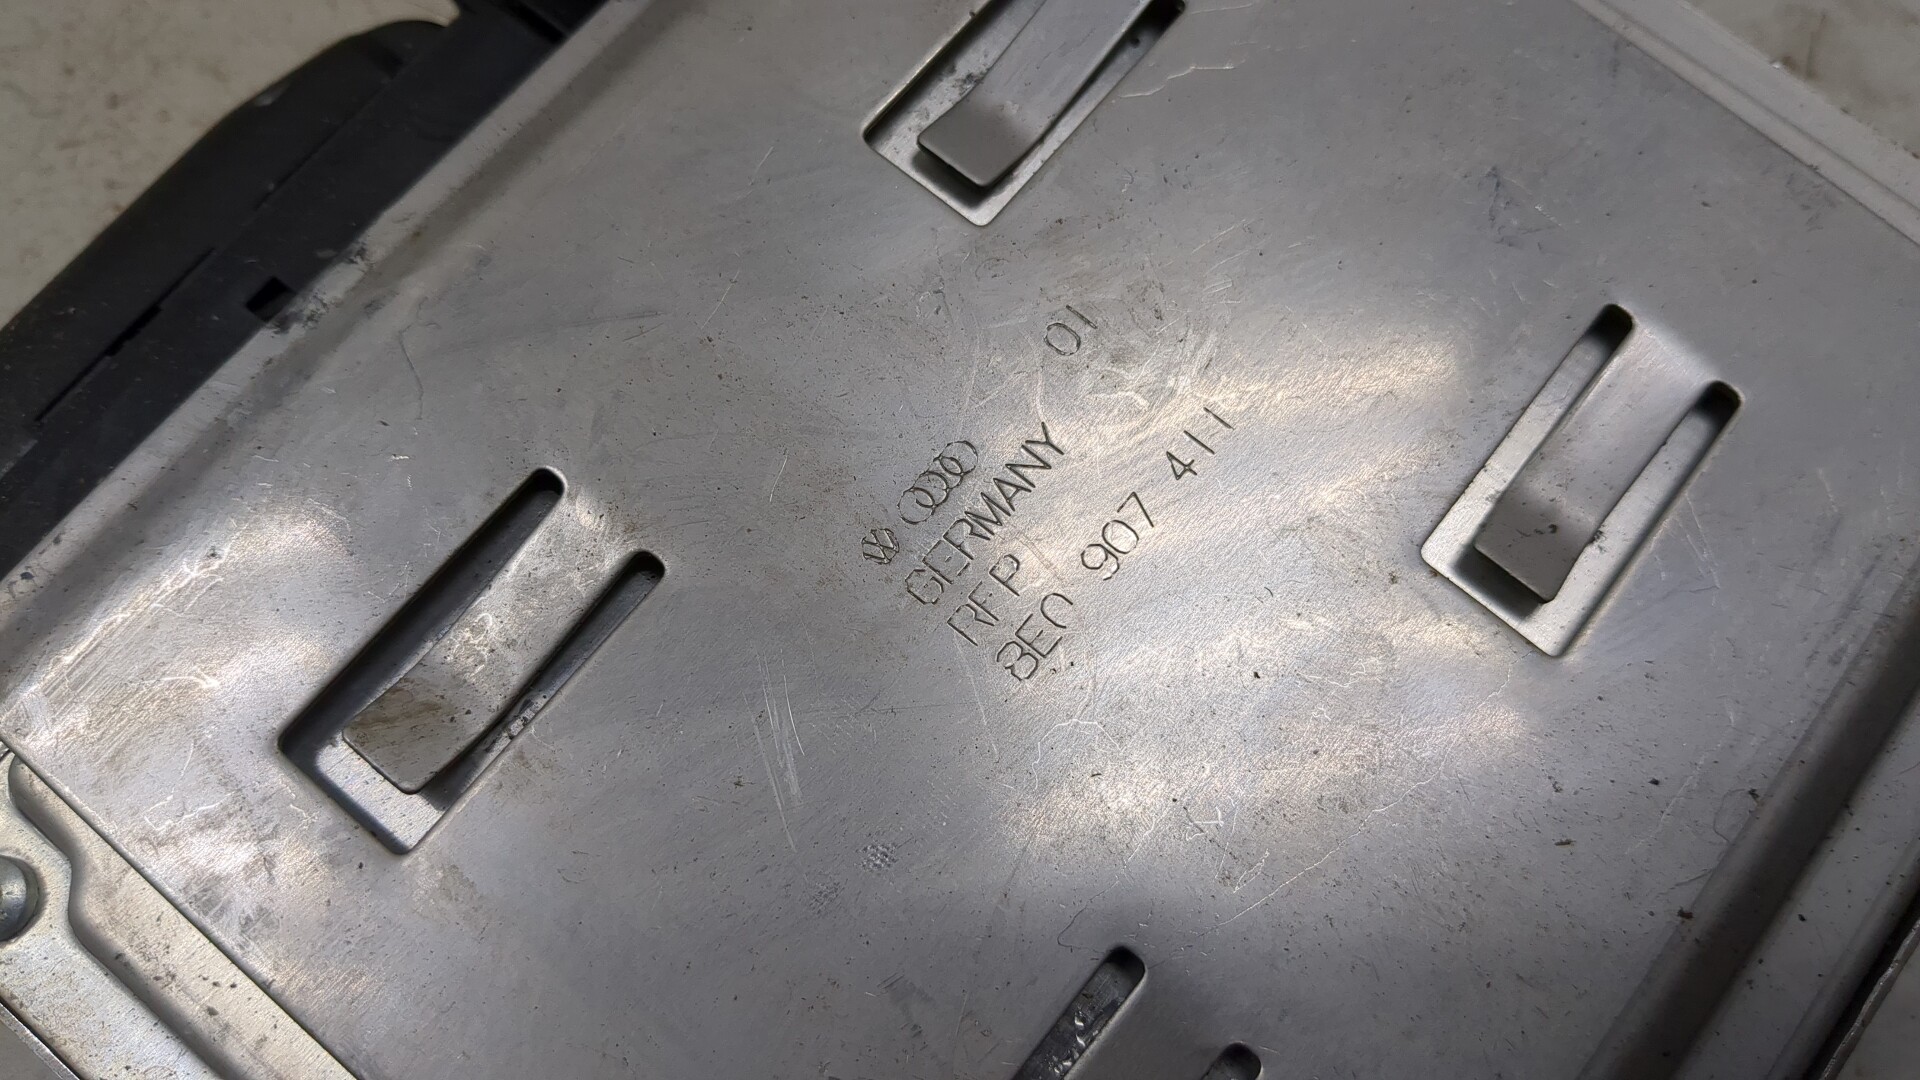 01
GERMANY
RFP
8E0 907 411